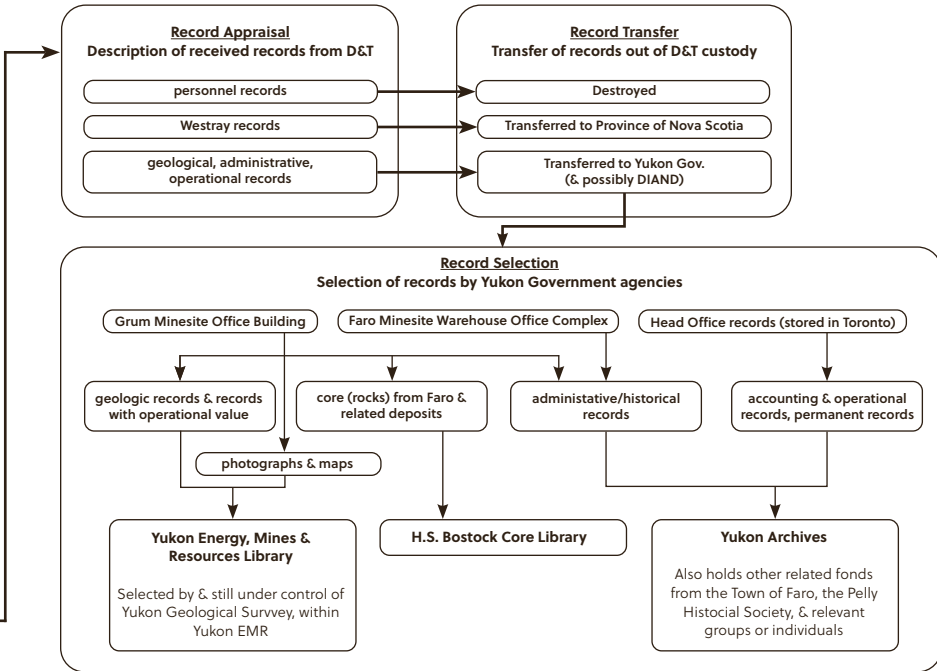 Record Appraisal
Description of received records from D&T
personnel records
Westray records
geological, administrative,
operational records
Record Transfer
Transfer of records out of D&T custody
Destroyed
Transferred to Province of Nova Scotia
Transferred to Yukon Gov.
(& possibly DIAND)
Record Selection
Selection of records by Yukon Government agencies
Grum Minesite Office Building
Faro Minesite Warehouse Office Complex
Head Office records (stored in Toronto)
geologic records & records
with operational value
core (rocks) from Faro &
related deposits
administative/historical
records
accounting & operational
records, permanent records
photographs & maps
Yukon Energy, Mines &
Resources Library
Selected by & still under control of
Yukon Geological Survvey, within
Yukon EMR
H.S. Bostock Core Library
Yukon Archives
Also holds other related fonds
from the Town of Faro, the Pelly
Histocial Society, & relevant
groups or individuals